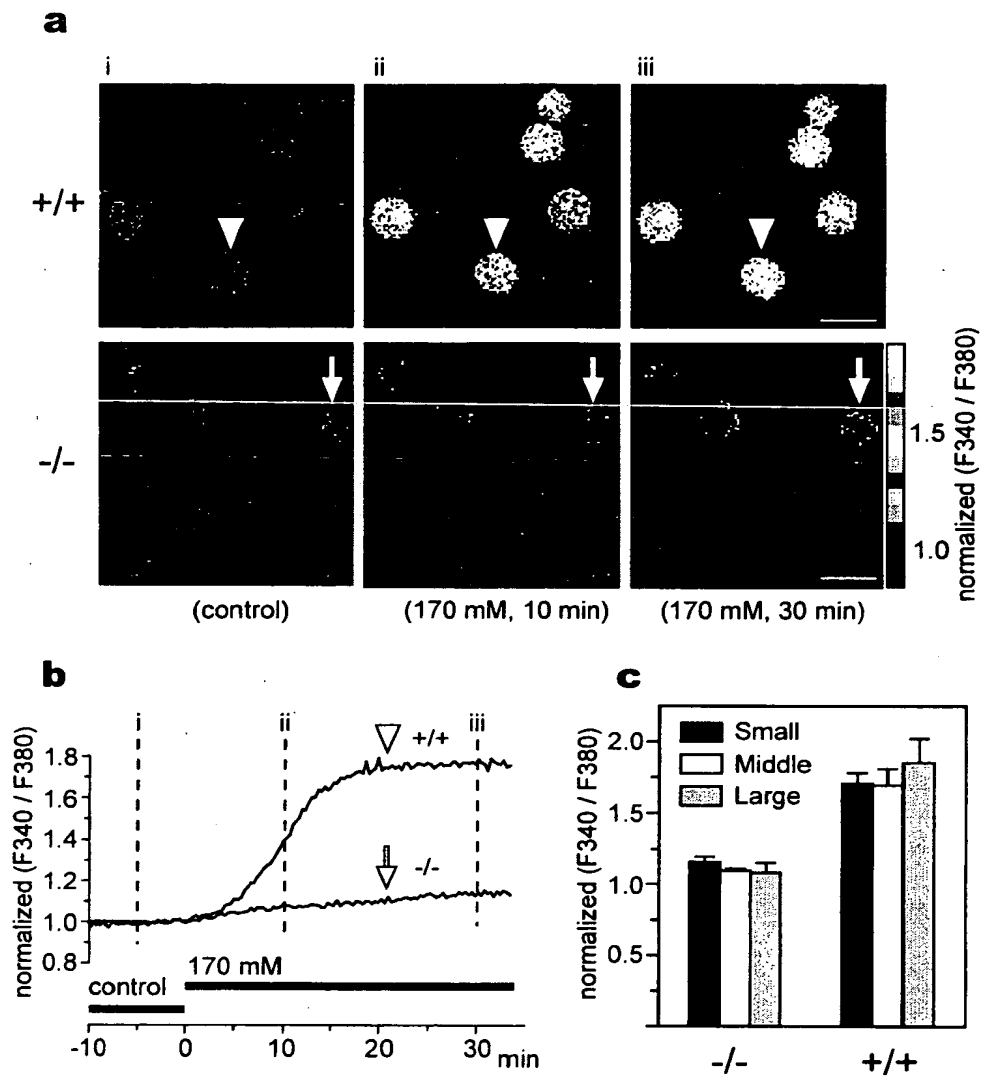 a
i ii iii
+/+
-/-
1.5
1.0
normalized (F340 / F380)
(control) (170 mM, 10 min) (170 mM, 30 min)
b
normalized (F340 / F380)
1.8
1.6
1.4
1.2
1.0
0.8
i ii iii
+/+
-/-
170 mM
control
-10 0 10 20 30 min
c
normalized (F340 / F380)
2.0
1.5
1.0
0.5
Small
Middle
Large
-/- +/+